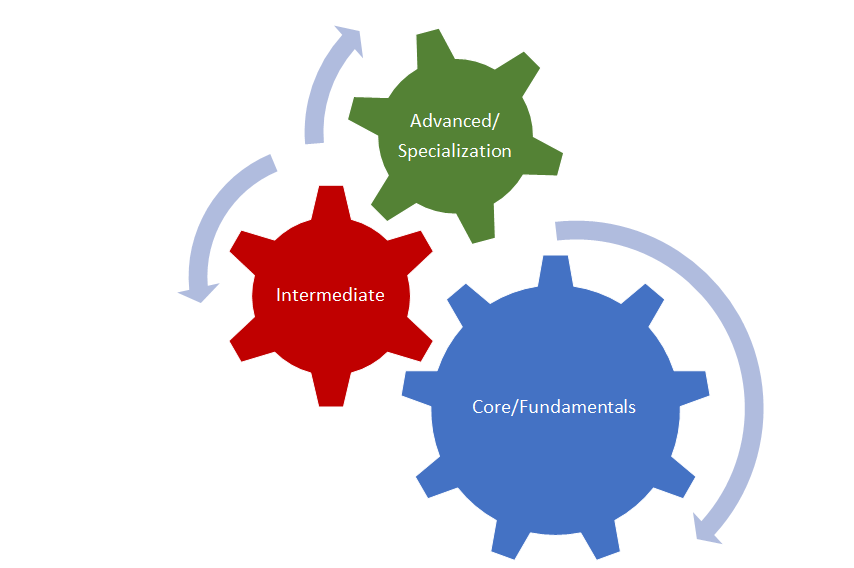 Advanced/
Specialization
Intermediate
Core/Fundamentals